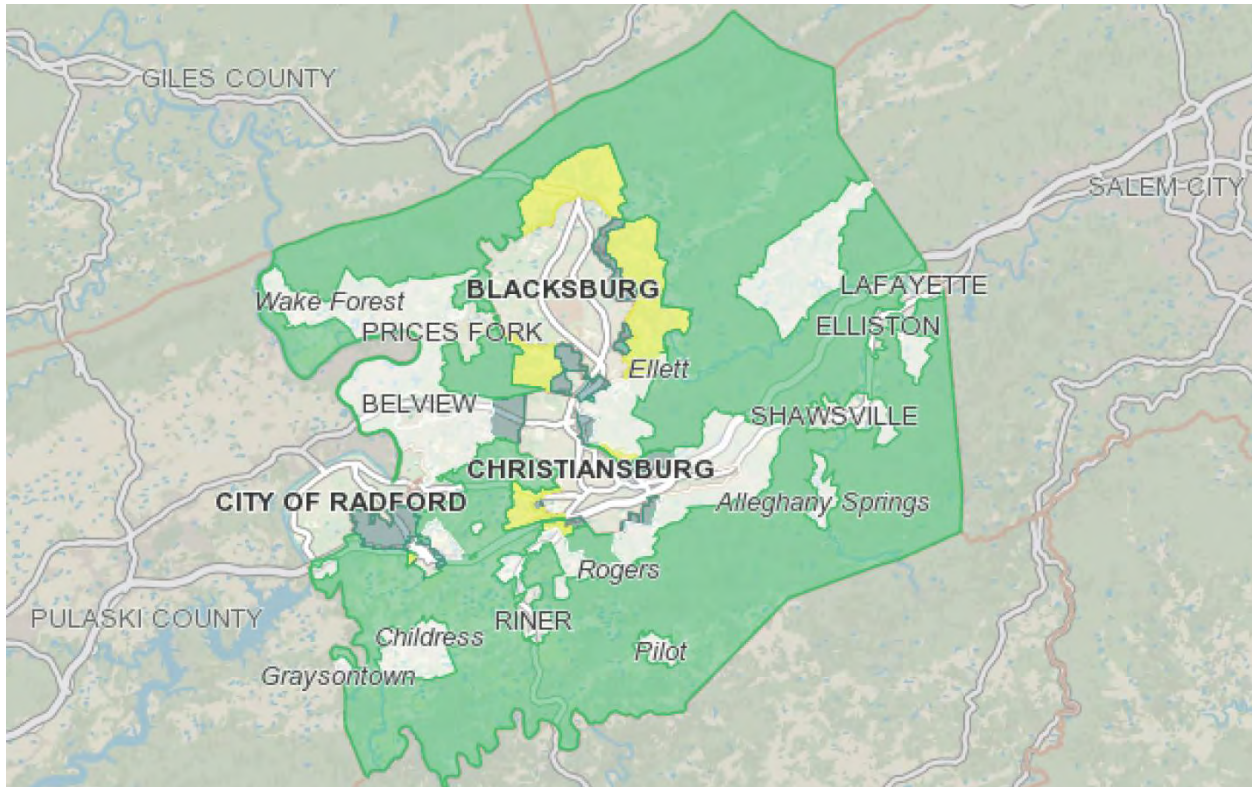 GILES COUNTY
SALEM CITY
LAFAYETTE
BLACKSBURG
Wake Forest
ELLISTON
PRICES FORK
Ellett
BELVIEW
SHAWSVILLE
CHRISTIANSBURG
CITY OF RADFORD
Alleghany Springs
Rogers
PULASKI COUNTY
RINER
Childress
Pilot
Graysontown